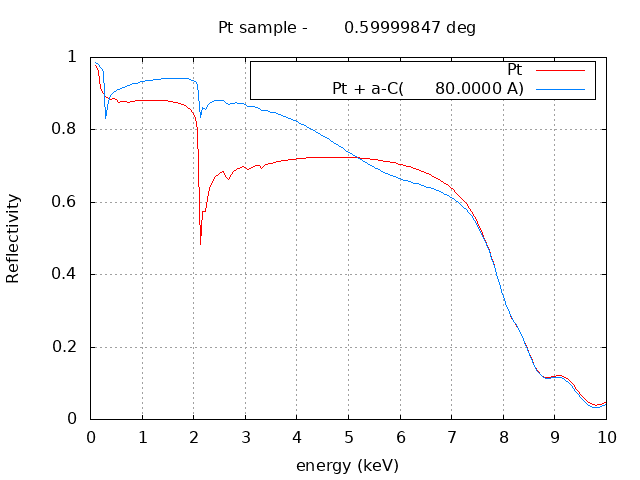 Pt sample -      0.59999847 deg
Pt
Pt + a-C(      80.0000 A)
Reflectivity
1
0.8
0.6
0.4
0.2
0
0 1 2 3 4 5 6 7 8 9 10
energy (keV)